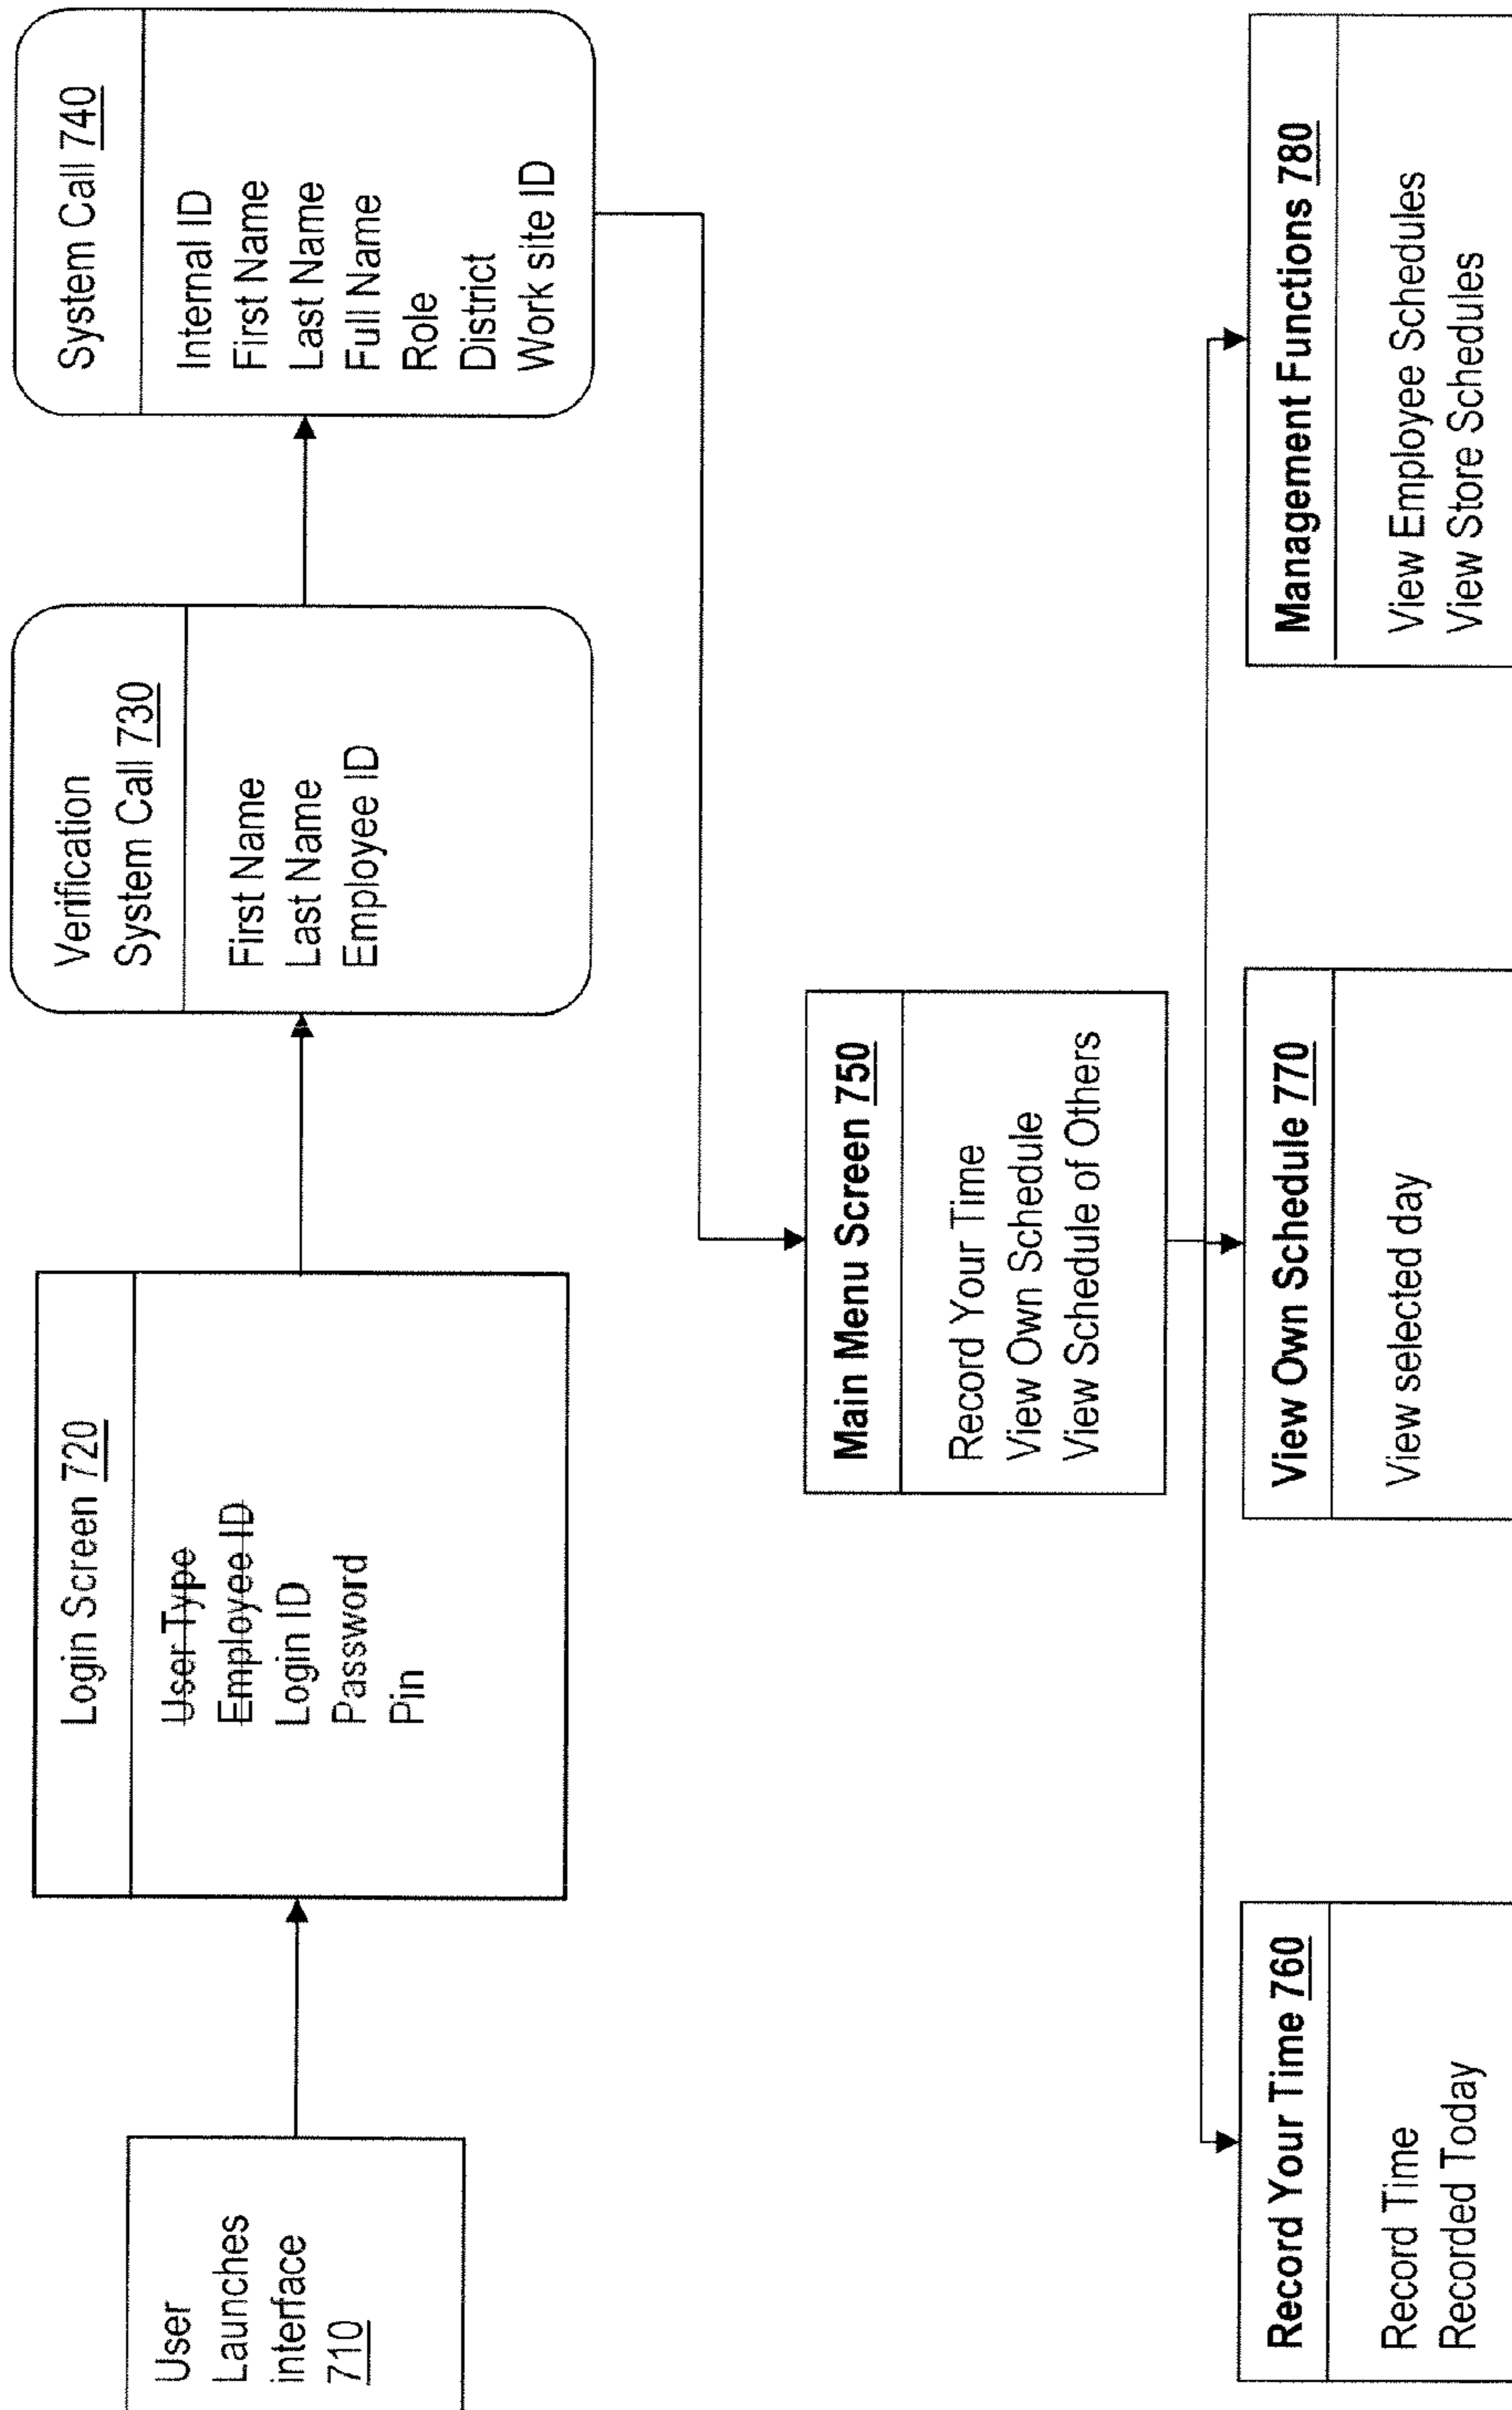 User
Launches
interface
710
Login Screen 720
User Type
Employee ID
Login ID
Password
Pin
Verification
System Call 730
First Name
Last Name
Employee ID
System Call 740
Internal ID
First Name
Last Name
Full Name
Role
District
Work site ID
Main Menu Screen 750
Record Your Time
View Own Schedule
View Schedule of Others
Record Your Time 760
Record Time
Recorded Today
View Own Schedule 770
View selected day
Management Functions 780
View Employee Schedules
View Store Schedules